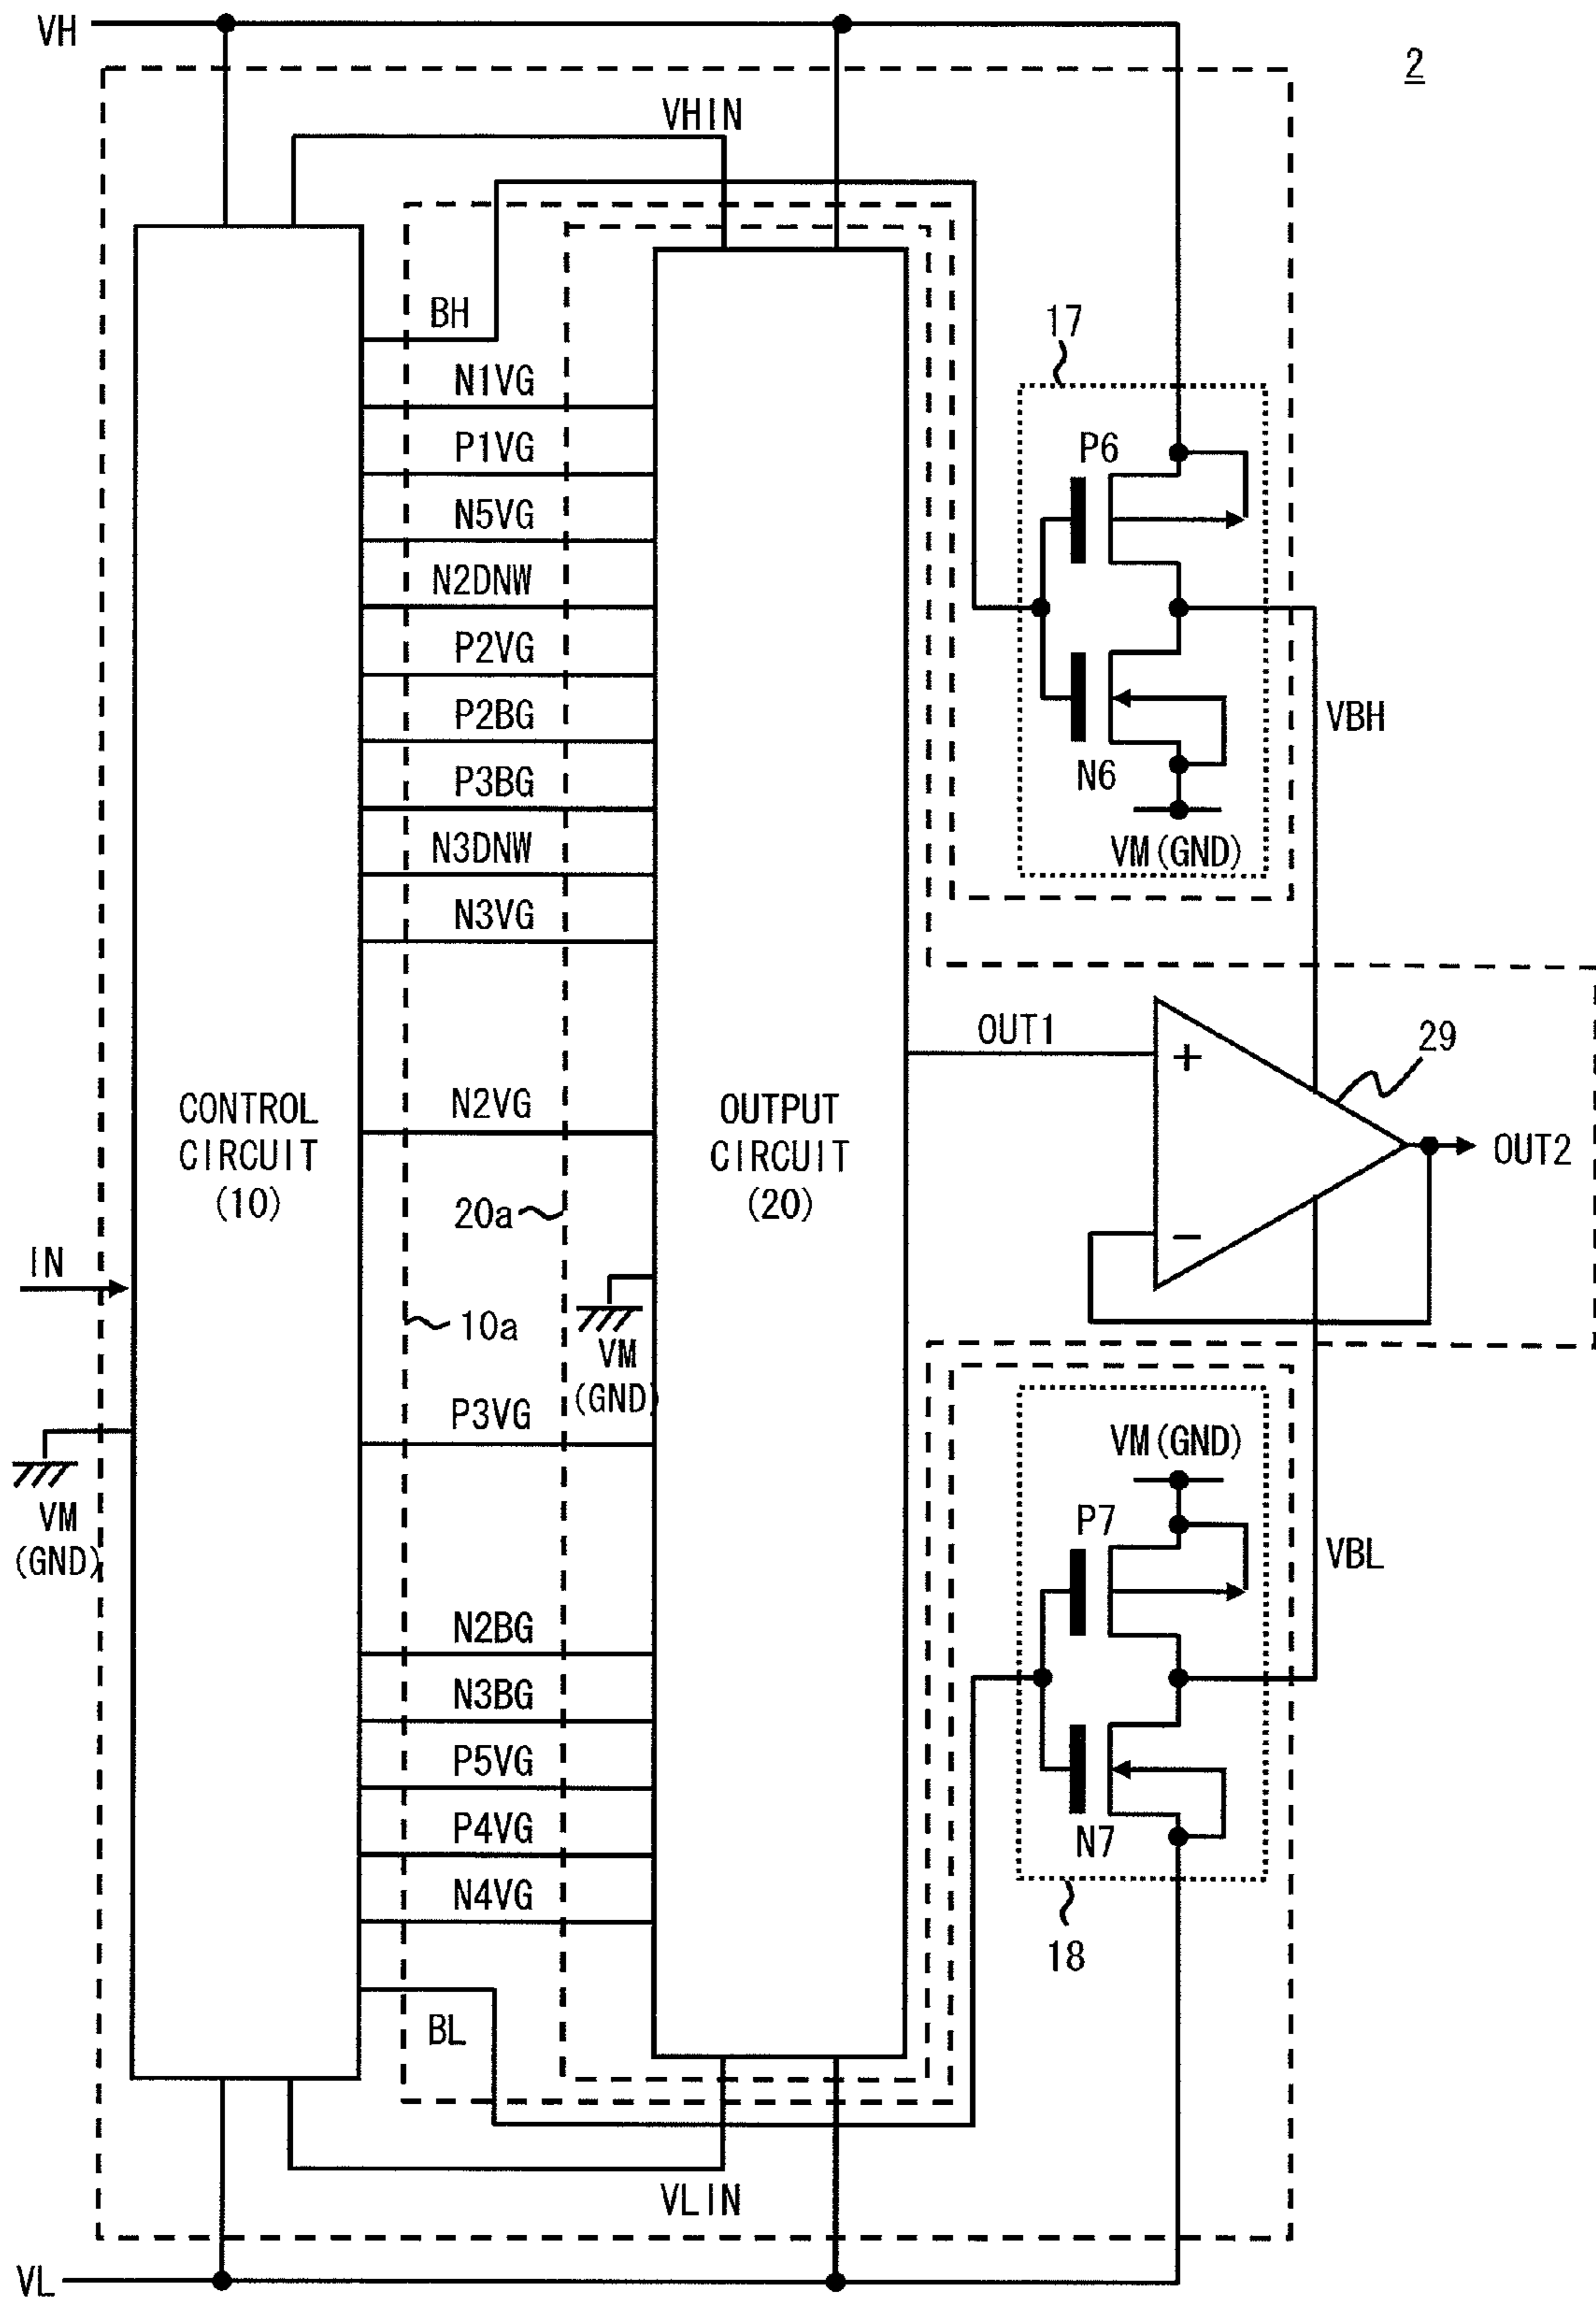 VH
2
VHIN
17
BH
N1VG
P1VG
N5VG
N2DNW
P2VG
P2BG
P3BG
N3DNW
N3VG
P6
N6
VM(GND)
VBH
OUT1
29
+
−
OUT2
CONTROL
CIRCUIT
(10)
N2VG
OUTPUT
CIRCUIT
(20)
20a
IN
10a
VM
(GND)
P3VG
VM
(GND)
VM(GND)
P7
N7
VBL
18
N2BG
N3BG
P5VG
P4VG
N4VG
BL
VLIN
VL